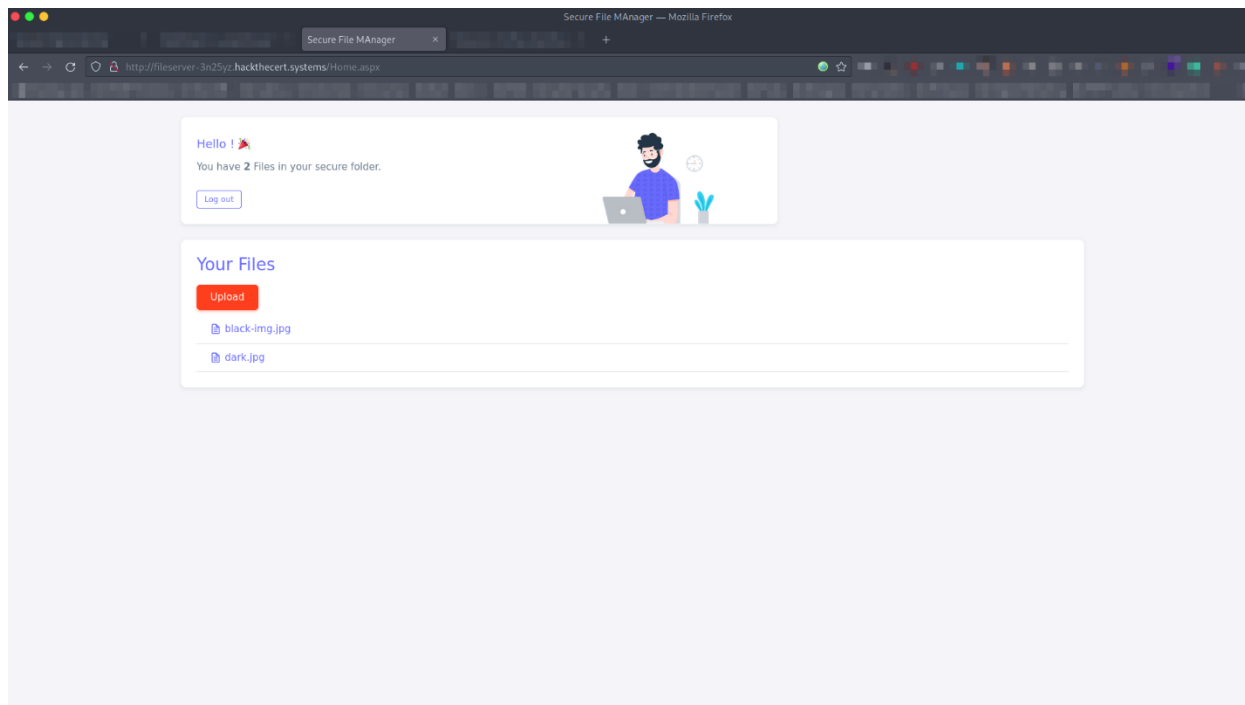 Secure File MAnager — Mozilla Firefox
Secure File MAnager ×
http://fileserver-3n25yz.hackthecert.systems/Home.aspx
Hello !
You have 2 Files in your secure folder.
Log out
Your Files
Upload
black-img.jpg
dark.jpg